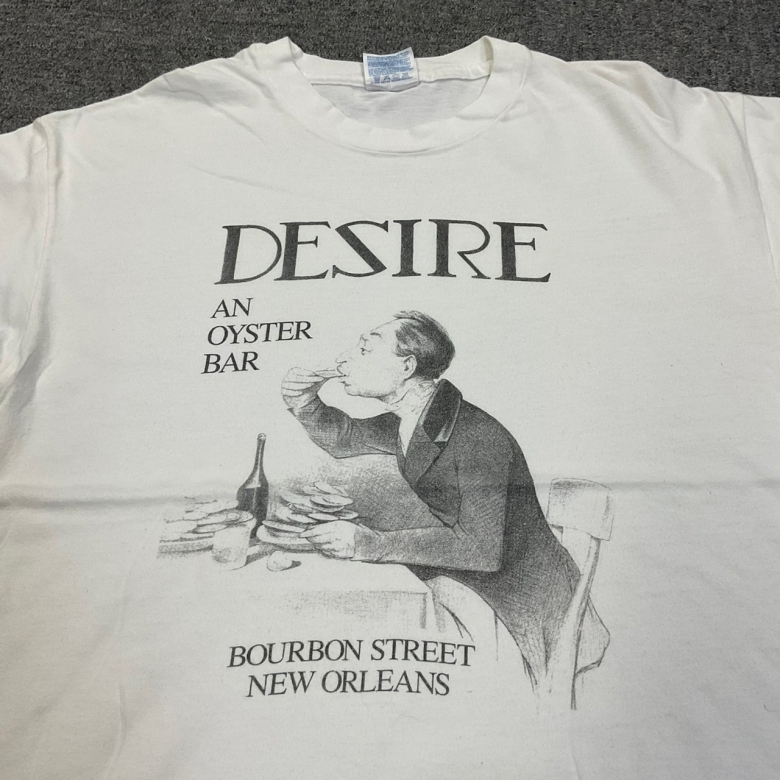 DESIRE
AN
OYSTER
BAR
BOURBON STREET
NEW ORLEANS